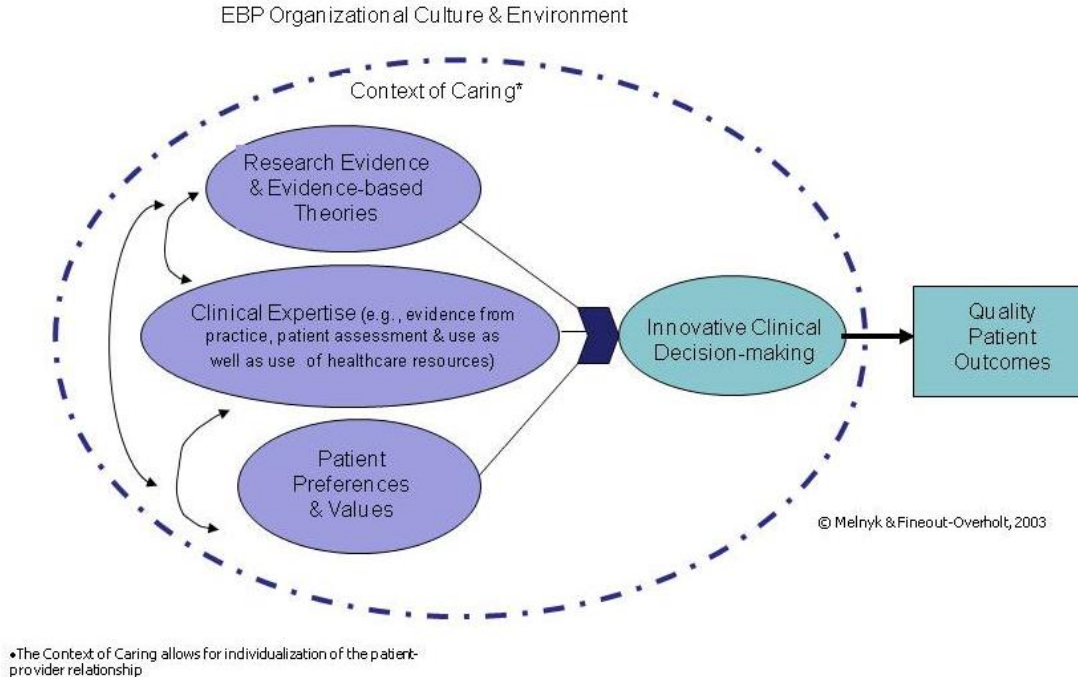 EBP Organizational Culture & Environment
Context of Caring*
Research Evidence
& Evidence-based
Theories
Clinical Expertise (e.g., evidence from
practice, patient assessment & use as
well as use of healthcare resources)
Patient
Preferences
& Values
Innovative Clinical
Decision-making
Quality
Patient
Outcomes
© Melnyk & Fineout-Overholt, 2003
•The Context of Caring allows for individualization of the patient-
provider relationship